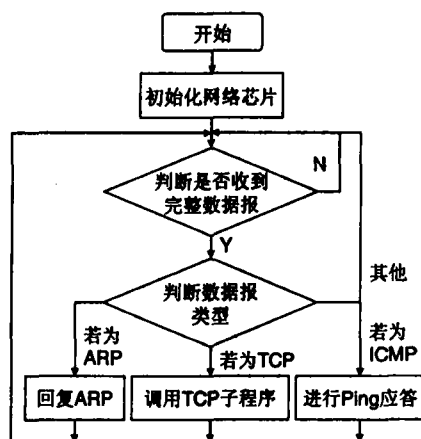 开始
初始化网络芯片
N
判断是否收到
完整数据报
Y
其他
判断数据报
类型
若为
ARP
若为TCP
若为
ICMP
回复ARP
调用TCP子程序
进行Ping应答